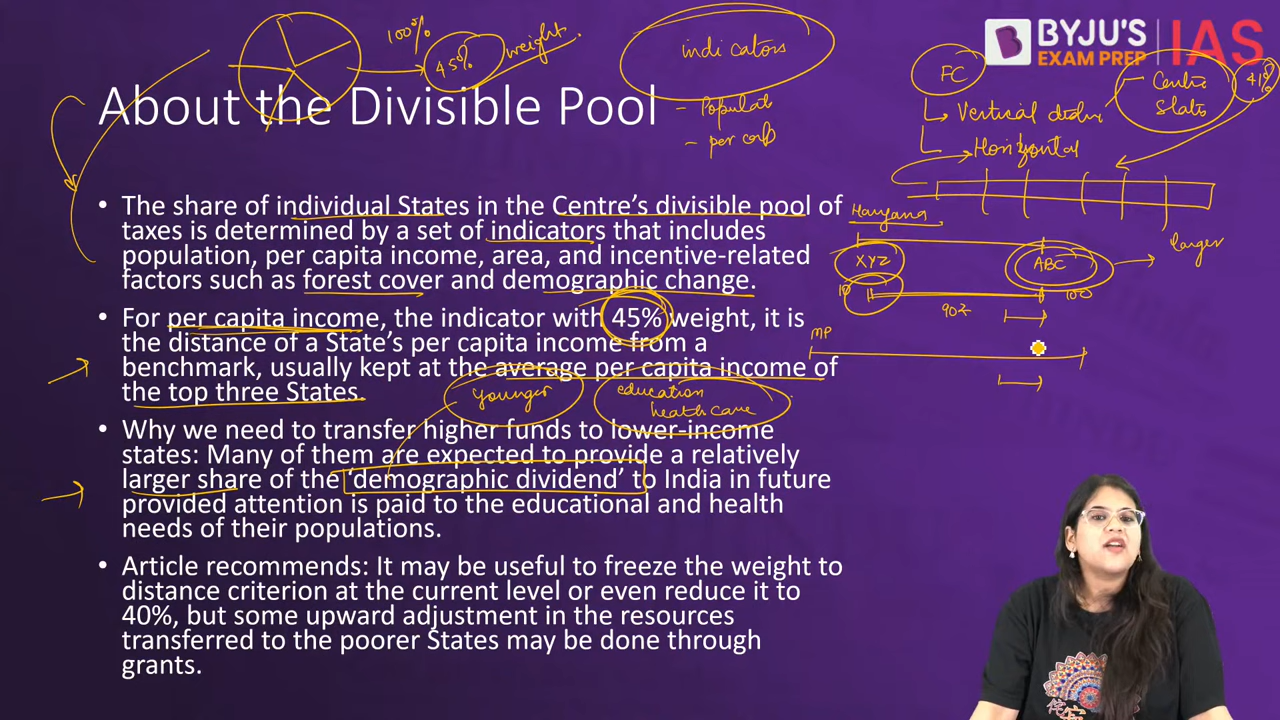 100%
45%
weight
indicators
- Populat
- per cap
BYJU'S
EXAM PREP
IAS
FC
Centre
States
41%
Vertical
Horizontal
About the Divisible Pool
• The share of individual States in the Centre's divisible pool of
taxes is determined by a set of indicators that includes
population, per capita income, area, and incentive-related
factors such as forest cover and demographic change.
• For per capita income, the indicator with 45% weight, it is
the distance of a State's per capita income from a
benchmark, usually kept at the average per capita income of
the top three States.
younger
education
healthcare
• Why we need to transfer higher funds to lower-income
states: Many of them are expected to provide a relatively
larger share of the 'demographic dividend' to India in future
provided attention is paid to the educational and health
needs of their populations.
• Article recommends: It may be useful to freeze the weight to
distance criterion at the current level or even reduce it to
40%, but some upward adjustment in the resources
transferred to the poorer States may be done through
grants.
Haryana
larger
XYZ
ABC
10
100
MP